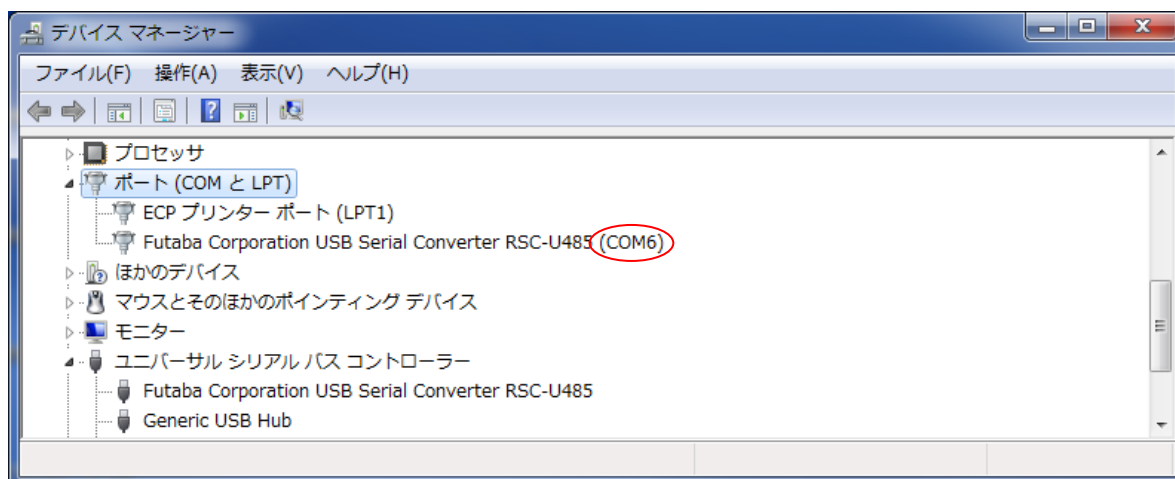 デバイス マネージャー
ファイル(F) 操作(A) 表示(V) ヘルプ(H)
プロセッサ
ポート (COM と LPT)
ECP プリンター ポート (LPT1)
Futaba Corporation USB Serial Converter RSC-U485 (COM6)
ほかのデバイス
マウスとそのほかのポインティング デバイス
モニター
ユニバーサル シリアル バス コントローラー
Futaba Corporation USB Serial Converter RSC-U485
Generic USB Hub